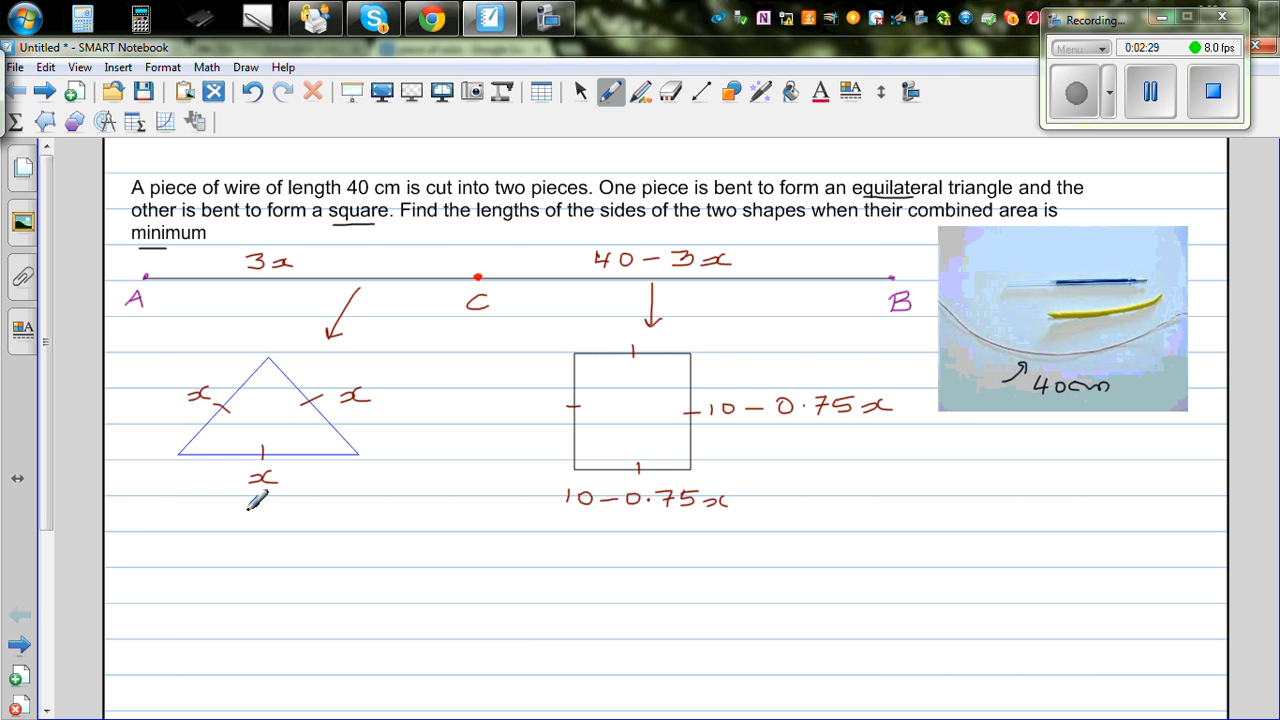 Recording...
Untitled * - SMART Notebook
Menu
0:02:29
8.0 fps
File Edit View Insert Format Math Draw Help
A piece of wire of length 40 cm is cut into two pieces. One piece is bent to form an equilateral triangle and the
other is bent to form a square. Find the lengths of the sides of the two shapes when their combined area is
minimum
3x
40 - 3x
A
C
B
x
x
10 - 0.75x
40cm
x
10 - 0.75x